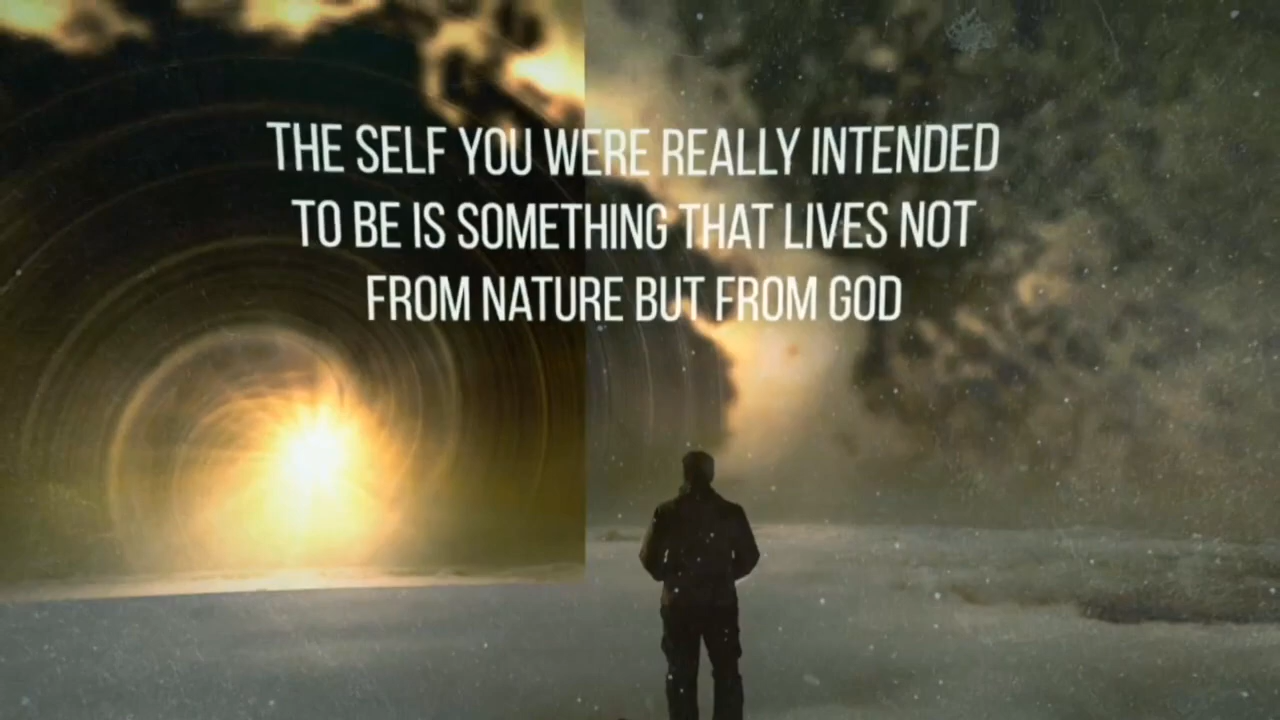 THE SELF YOU WERE REALLY INTENDED
TO BE IS SOMETHING THAT LIVES NOT
FROM NATURE BUT FROM GOD